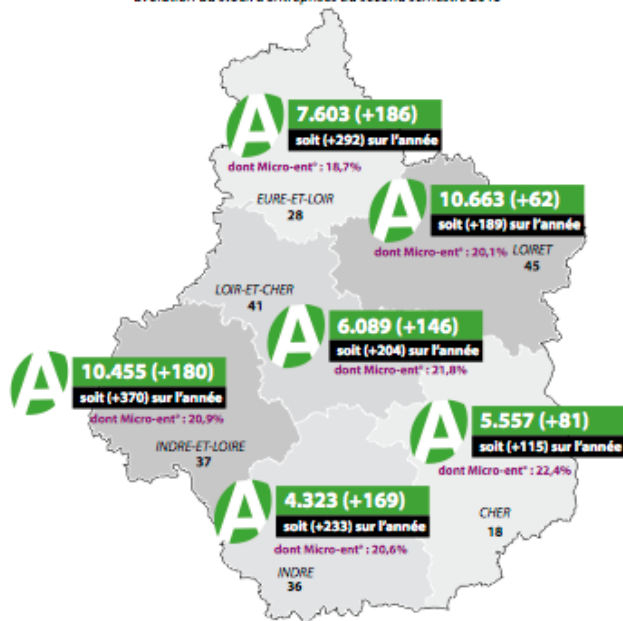 7.603 (+186)
soit (+292) sur l'année
dont Micro-ent° : 18,7%
EURE-ET-LOIR
28
10.663 (+62)
soit (+189) sur l'année
dont Micro-ent° : 20,1%
LOIRET
45
LOIR-ET-CHER
41
6.089 (+146)
soit (+204) sur l'année
dont Micro-ent° : 21,8%
10.455 (+180)
soit (+370) sur l'année
dont Micro-ent° : 20,9%
INDRE-ET-LOIRE
37
5.557 (+81)
soit (+115) sur l'année
dont Micro-ent° : 22,4%
CHER
18
4.323 (+169)
soit (+233) sur l'année
dont Micro-ent° : 20,6%
INDRE
36